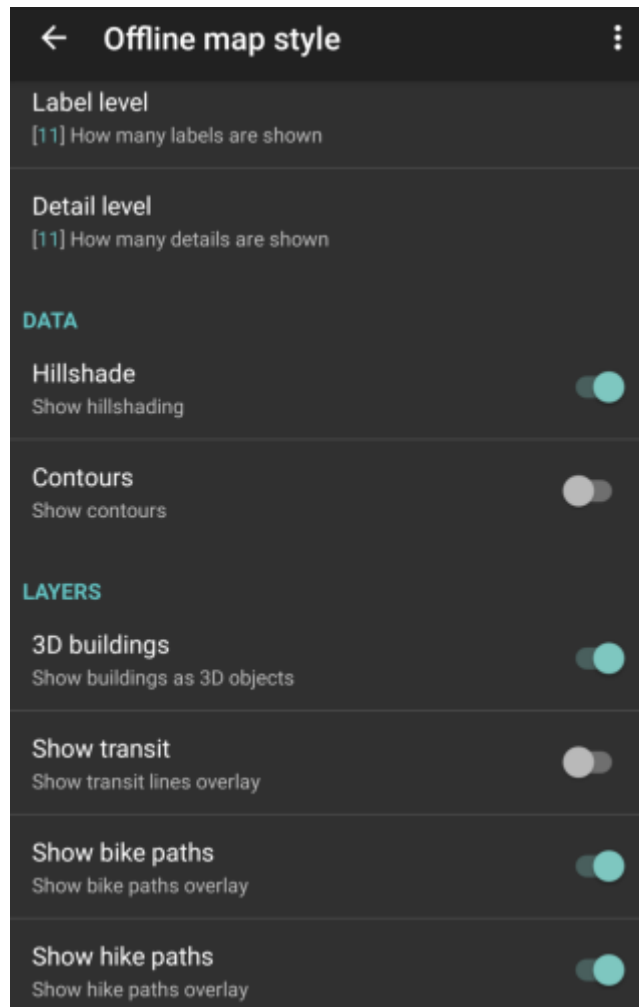 Offline map style
Label level
[11] How many labels are shown
Detail level
[11] How many details are shown
DATA
Hillshade
Show hillshading
Contours
Show contours
LAYERS
3D buildings
Show buildings as 3D objects
Show transit
Show transit lines overlay
Show bike paths
Show bike paths overlay
Show hike paths
Show hike paths overlay